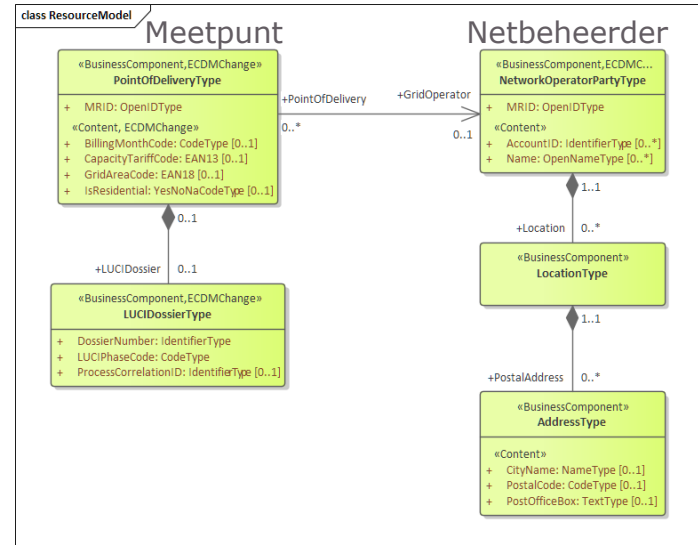 class ResourceModel
Meetpunt
Netbeheerder
«BusinessComponent,ECDMChange»
PointOfDeliveryType
+ MRID: OpenIDType
«Content, ECDMChange»
+ BillingMonthCode: CodeType [0..1]
+ CapacityTariffCode: EAN13 [0..1]
+ GridAreaCode: EAN18 [0..1]
+ IsResidential: YesNoNaCodeType [0..1]
+PointOfDelivery
0..*
+GridOperator
0..1
«BusinessComponent,ECDMC...
NetworkOperatorPartyType
+ MRID: OpenIDType
«Content»
+ AccountID: IdentifierType [0..*]
+ Name: OpenNameType [0..*]
0..1
+LUCIDossier 0..1
«BusinessComponent,ECDMChange»
LUCIDossierType
+ DossierNumber: IdentifierType
+ LUCIPhaseCode: CodeType
+ ProcessCorrelationID: IdentifierType [0..1]
1..1
+Location 0..*
«BusinessComponent»
LocationType
1..1
+PostalAddress 0..*
«BusinessComponent»
AddressType
«Content»
+ CityName: NameType [0..1]
+ PostalCode: CodeType [0..1]
+ PostOfficeBox: TextType [0..1]